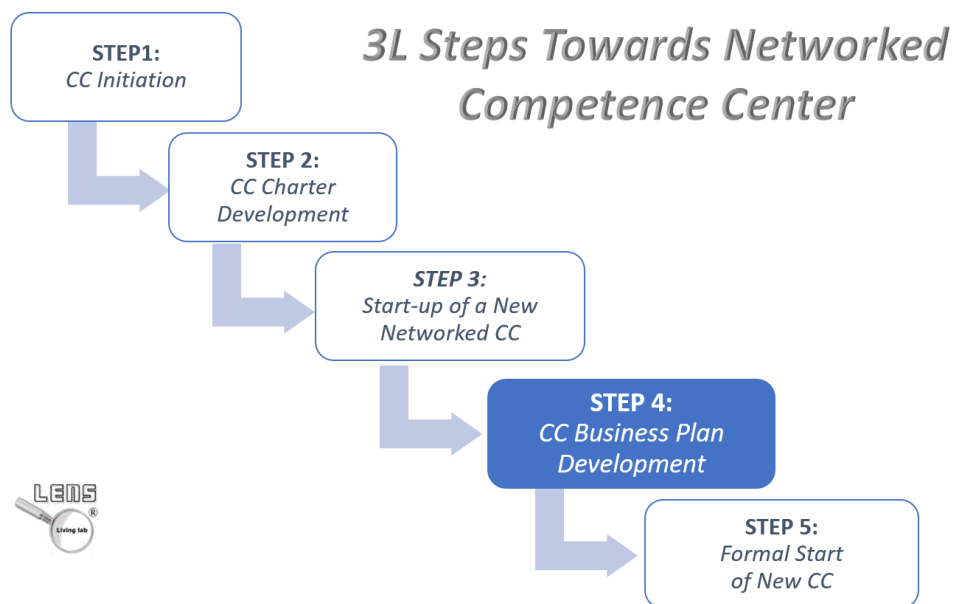 3L Steps Towards Networked
Competence Center
STEP1:
CC Initiation
STEP 2:
CC Charter
Development
STEP 3:
Start-up of a New
Networked CC
STEP 4:
CC Business Plan
Development
STEP 5:
Formal Start
of New CC
LENS
®
Living lab